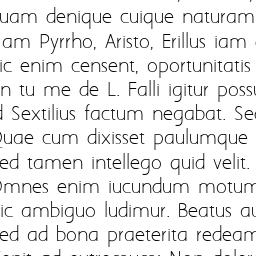 uam denique cuique naturam
am Pyrrho, Aristo, Erillus iam
ic enim censent, oportunitatis
n tu me de L. Falli igitur possu
d Sextilius factum negabat. Sed
Quae cum dixisset paulumque
ed tamen intellego quid velit.
Omnes enim iucundum motum
ic ambiguo ludimur. Beatus au
ed ad bona praeterita redeam